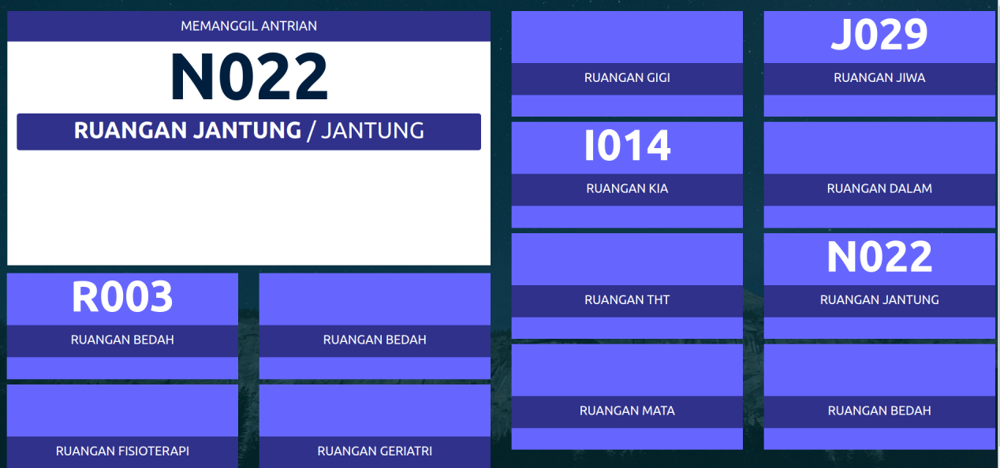 MEMANGGIL ANTRIAN
N022
RUANGAN JANTUNG / JANTUNG
R003
RUANGAN BEDAH
RUANGAN BEDAH
RUANGAN FISIOTERAPI
RUANGAN GERIATRI
RUANGAN GIGI
J029
RUANGAN JIWA
I014
RUANGAN KIA
RUANGAN DALAM
RUANGAN THT
N022
RUANGAN JANTUNG
RUANGAN MATA
RUANGAN BEDAH